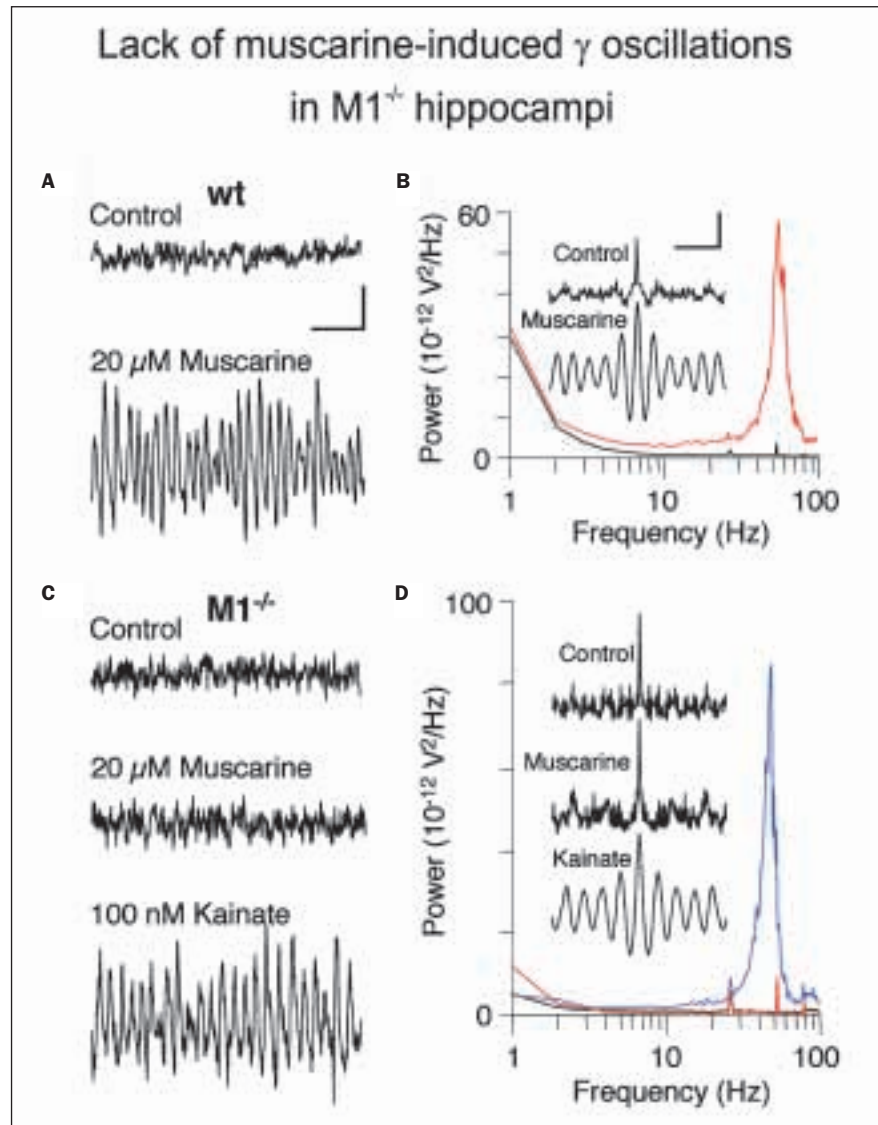 Lack of muscarine-induced γ oscillations
in M1-/- hippocampi
A
wt
Control
20 µM Muscarine
B
60
Control
Muscarine
Power (10-12 V2/Hz)
0
1
10
100
Frequency (Hz)
C
M1-/-
Control
20 µM Muscarine
100 nM Kainate
D
100
Control
Muscarine
Kainate
Power (10-12 V2/Hz)
0
1
10
100
Frequency (Hz)